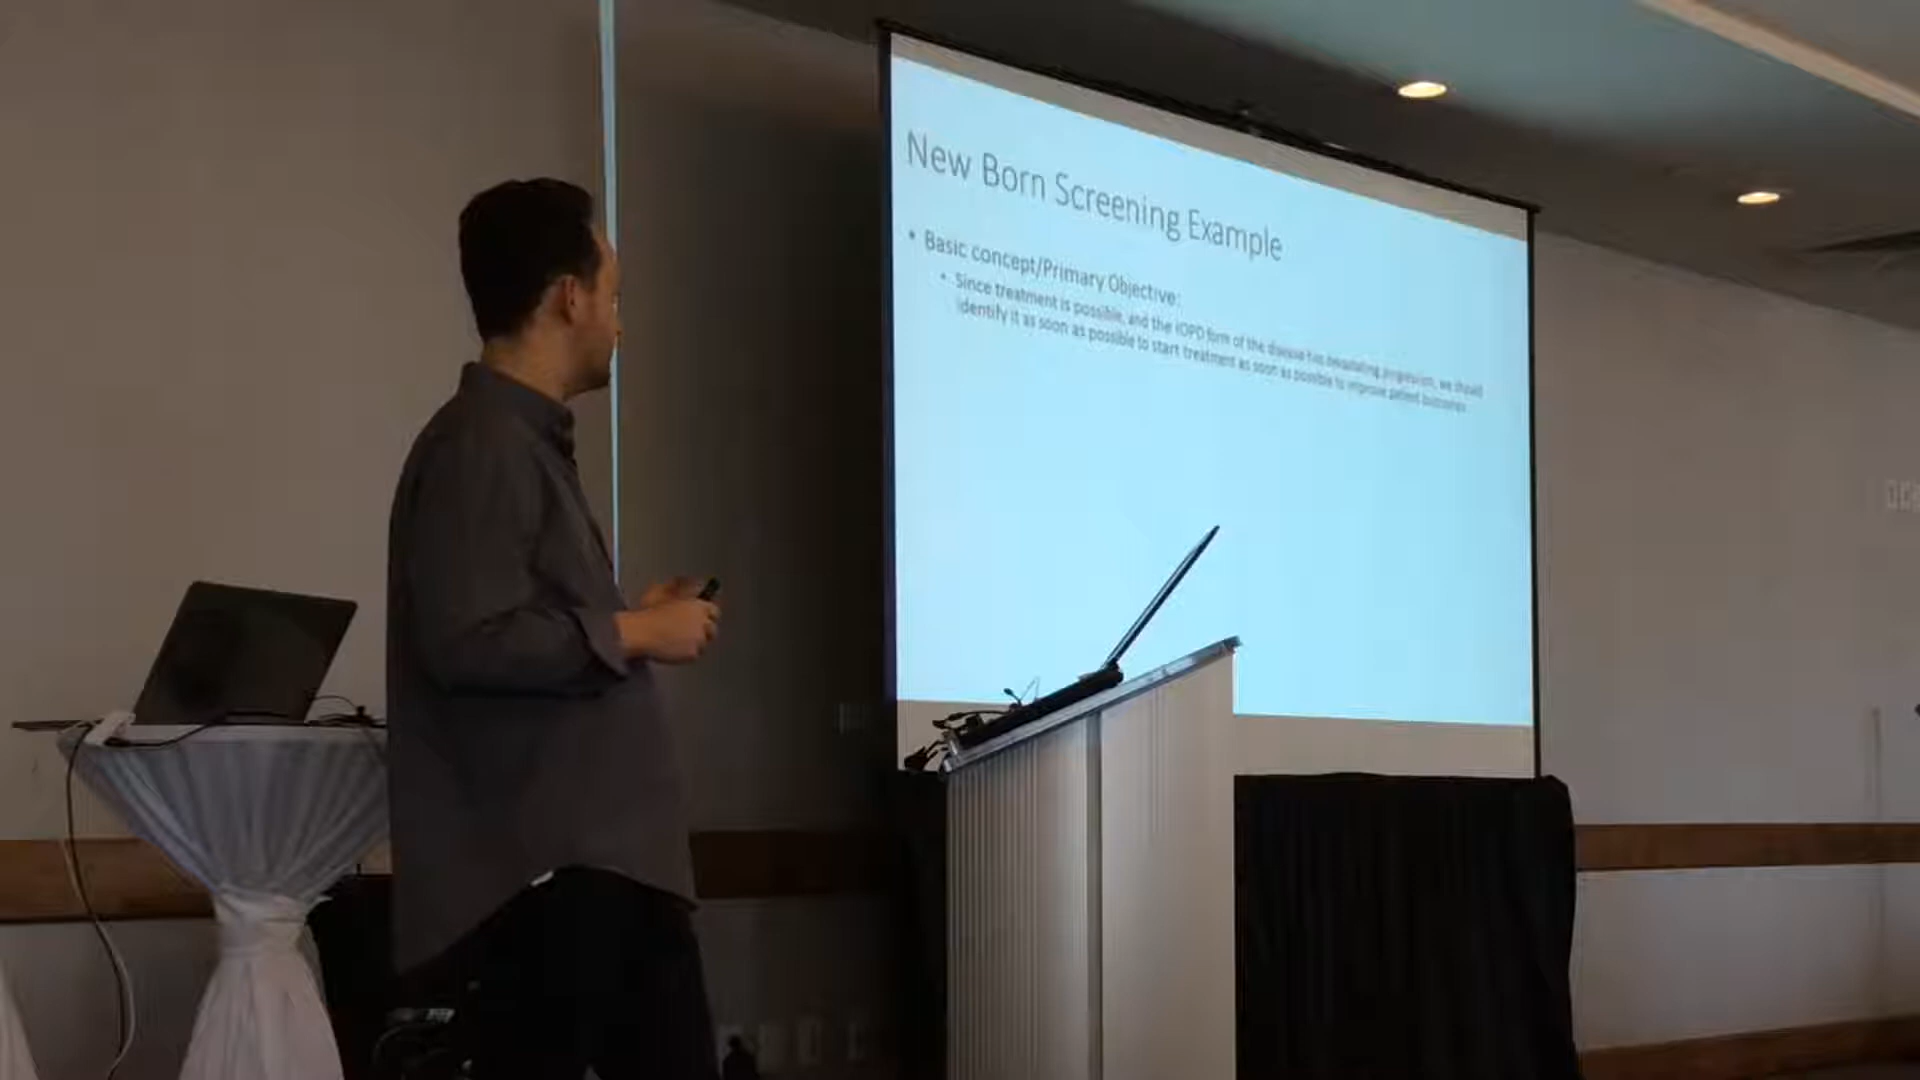 New Born Screening Example
• Basic concept/Primary Objective:
• Since treatment is possible, and the IOPD form of the disease has devastating progression, we should
identify it as soon as possible to start treatment as soon as possible to improve patient outcomes